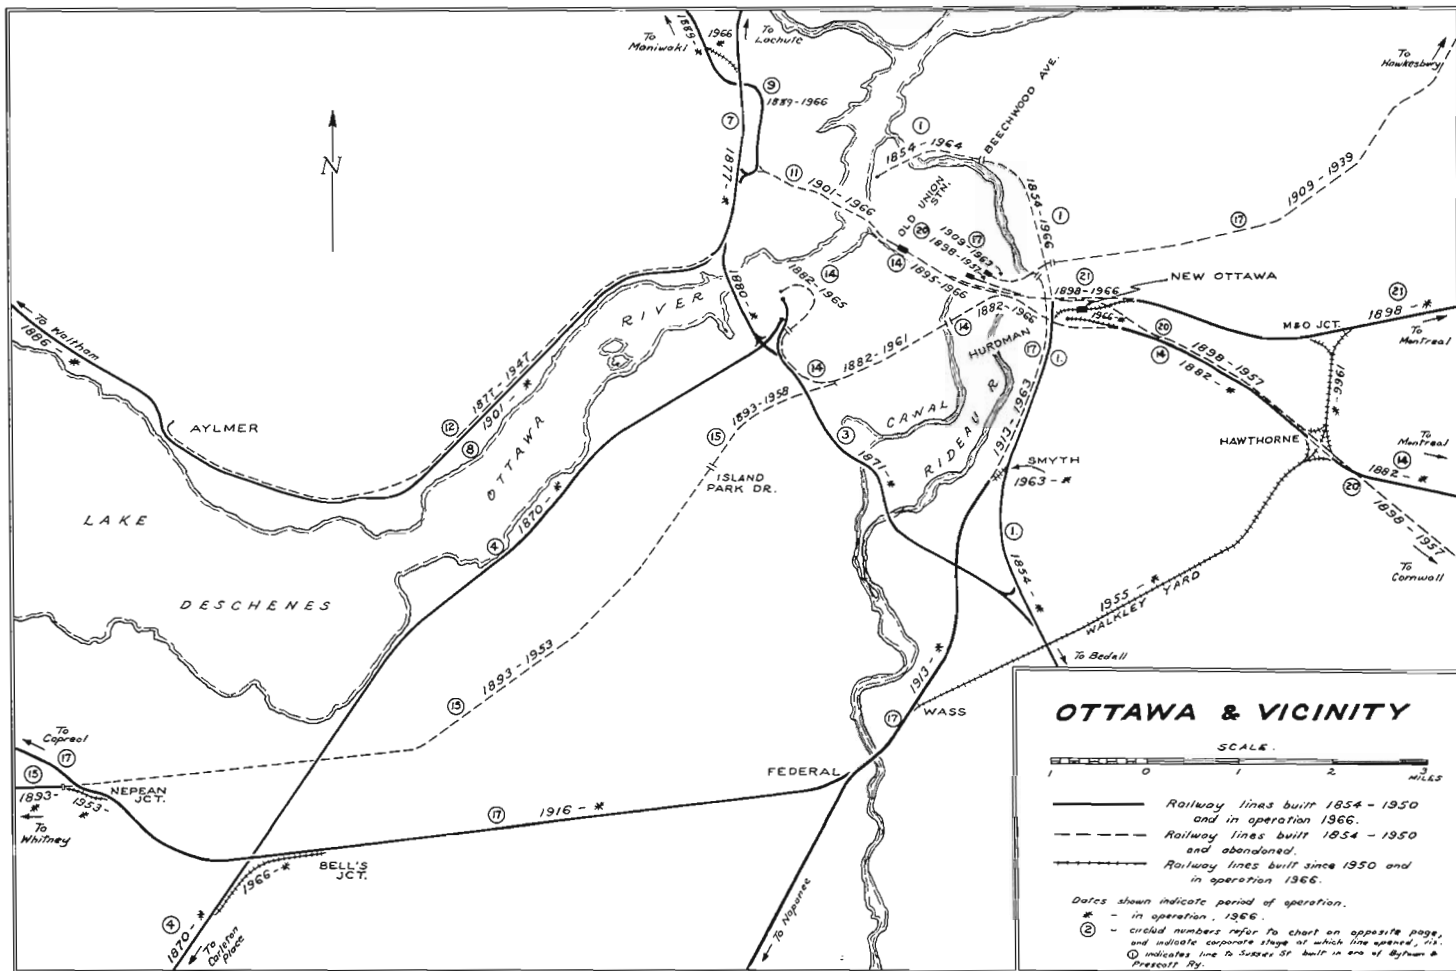 To
Maniwaki
1889-*
1966
*
To
Lachute
To
Hawkesbury
9
1889-1966
7
1877-*
N
1
1854-1964
BEECHWOOD AVE.
11
1901-1966
OLD UNION
STN.
1854-1966
1
17
1909-1939
20
1909-1963
17
1898-1957
14
1895-1966
14
1882-1965
1880-*
RIVER
21
1898-1966
NEW OTTAWA
1882-1966
14
1966-*
HURDMAN
17
1.
20
14
1898-1957
1882-*
M&O JCT.
21
1898-*
To
Montreal
1966-*
To Waltham
1886-*
AYLMER
12
1877-1947
8
1901-*
OTTAWA
14
1882-1961
1893-1958
15
ISLAND
PARK DR.
3
1871-*
CANAL
RIDEAU R
1913-1963
SMYTH
1963-*
HAWTHORNE
To
Montreal
14
1882-*
20
1898-1957
To
Cornwall
LAKE
DESCHENES
4
1870-*
1.
1854-*
1955-*
WALKLEY YARD
To Bedell
1893-1953
15
1913-*
17
WASS
To
Capreol
17
15
1893-
*
To
Whitney
NEPEAN
JCT.
1953-
*
FEDERAL
17
1916-*
BELL'S
JCT.
1966-*
4
1870-*
To
Carleton
place
To Napanee
OTTAWA & VICINITY
SCALE.
1 0 1 2 3
MILES
Railway lines built 1854-1950
and in operation 1966.
Railway lines built 1854-1950
and abandoned.
Railway lines built since 1950 and
in operation 1966.
Dates shown indicate period of operation.
* - in operation, 1966.
2 - circled numbers refer to chart on opposite page,
and indicate corporate stage at which line opened, viz.
1 indicates line to Sussex St built in era of Bytown &
Prescott Ry.